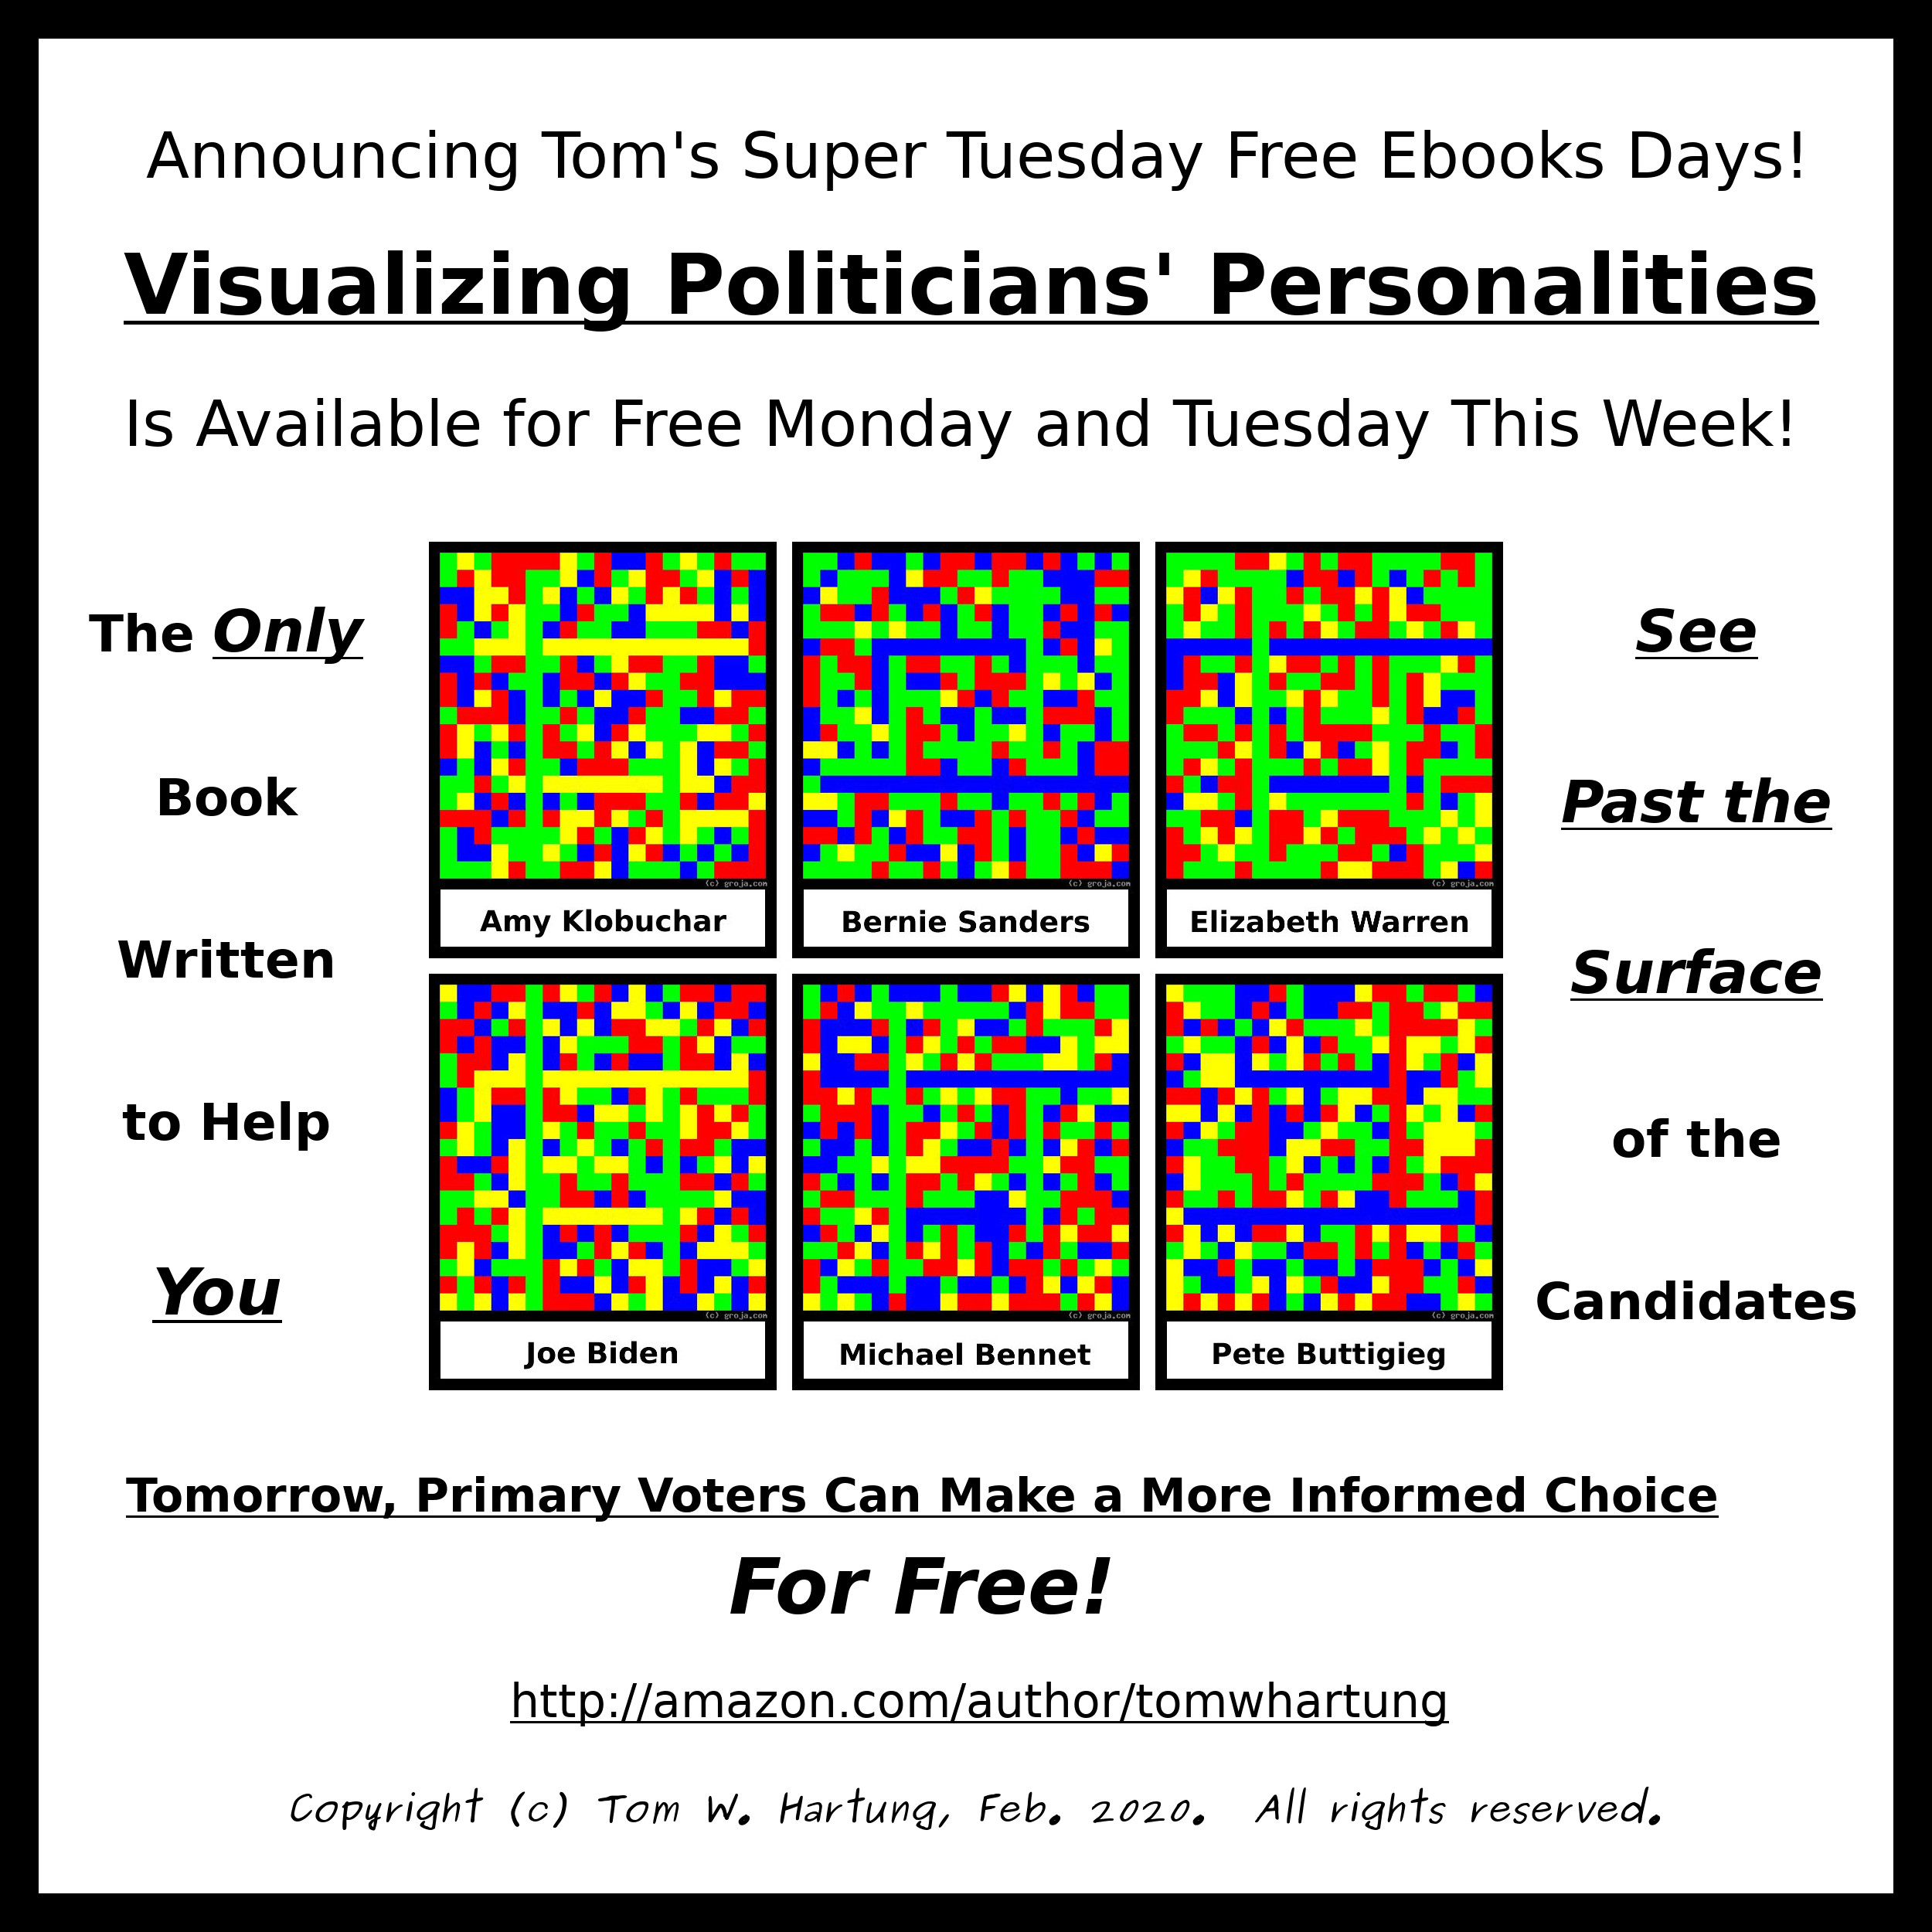 Announcing Tom's Super Tuesday Free Ebooks Days!
Visualizing Politicians' Personalities
Is Available for Free Monday and Tuesday This Week!
The Only
Book
Written
to Help
You
(c) groja.com
(c) groja.com
(c) groja.com
Amy Klobuchar
Bernie Sanders
Elizabeth Warren
(c) groja.com
(c) groja.com
(c) groja.com
Joe Biden
Michael Bennet
Pete Buttigieg
See
Past the
Surface
of the
Candidates
Tomorrow, Primary Voters Can Make a More Informed Choice
For Free!
http://amazon.com/author/tomwhartung
Copyright (c) Tom W. Hartung, Feb. 2020. All rights reserved.